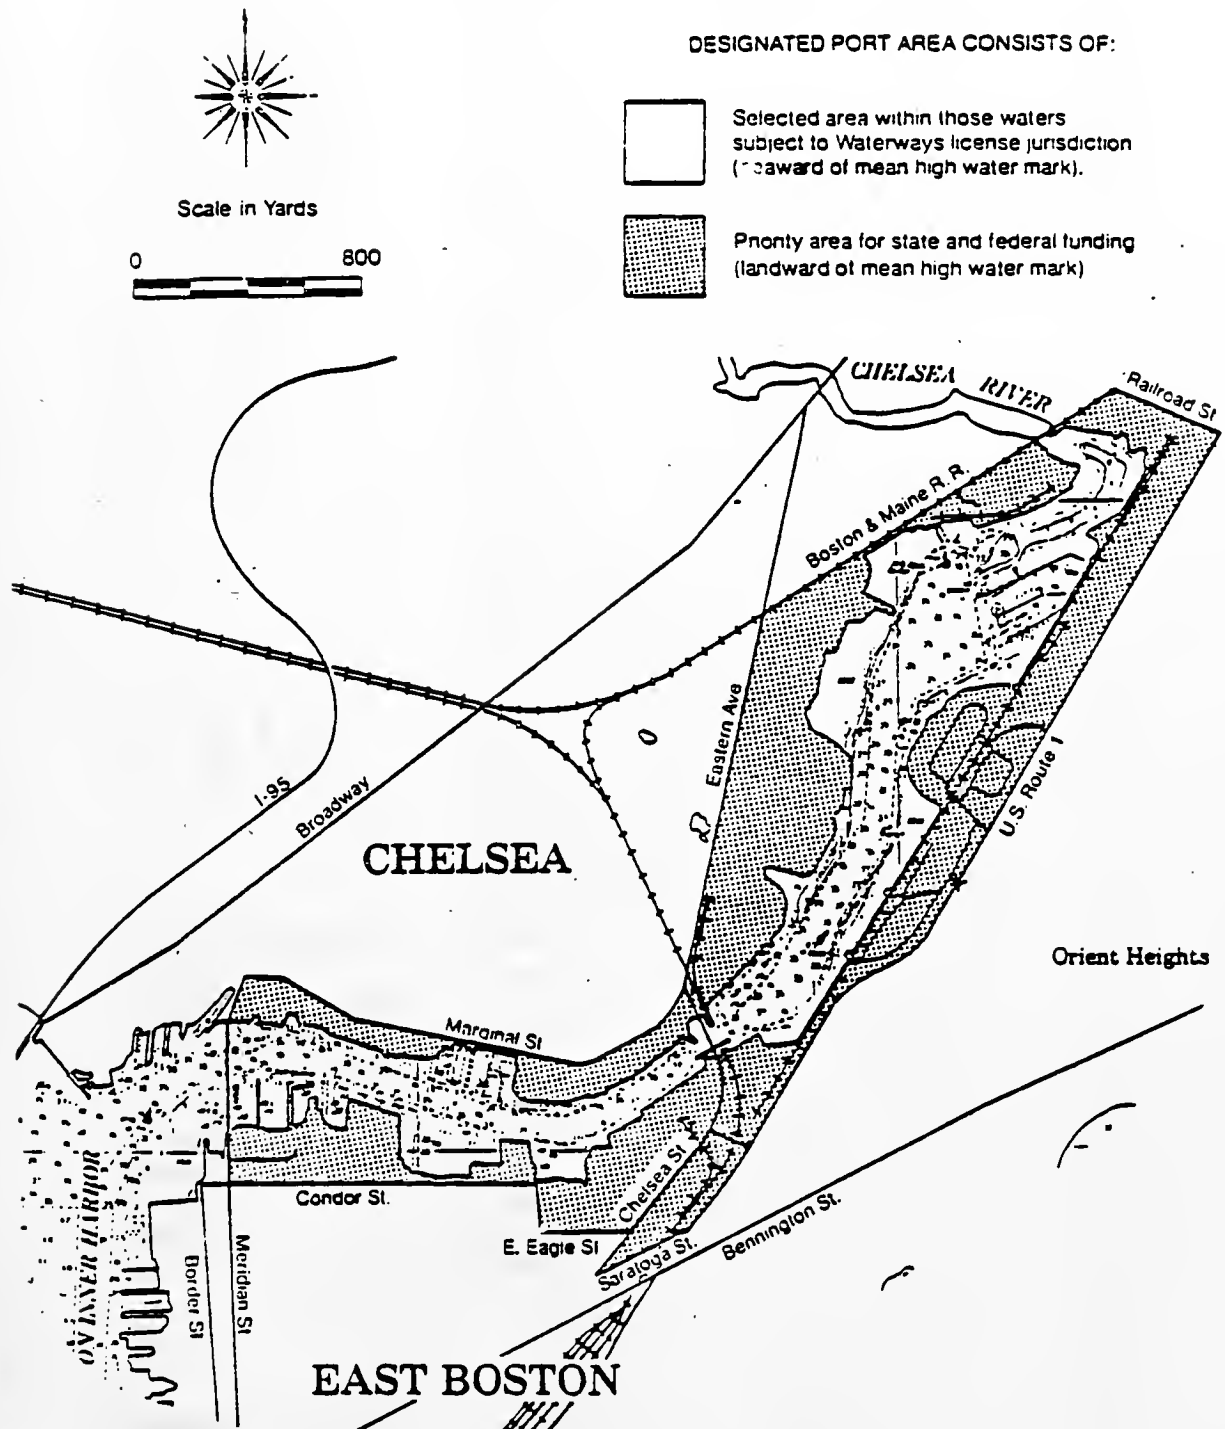 DESIGNATED PORT AREA CONSISTS OF:
Selected area within those waters
subject to Waterways license jurisdiction
of mean high water mark).
Priority area for state and federal funding
(landward of mean high water mark)
Scale in Yards
0 800
CHELSEA RIVER
Railroad St
Boston & Maine R. R.
Eastern Ave
U.S. Route 1
I-95
Broadway
CHELSEA
Orient Heights
Marginal St
Condor St.
Chelsea St
E. Eagle St
Saratoga St.
Bennington St.
ON INNER HARBOR
Border St
Meridian St
EAST BOSTON